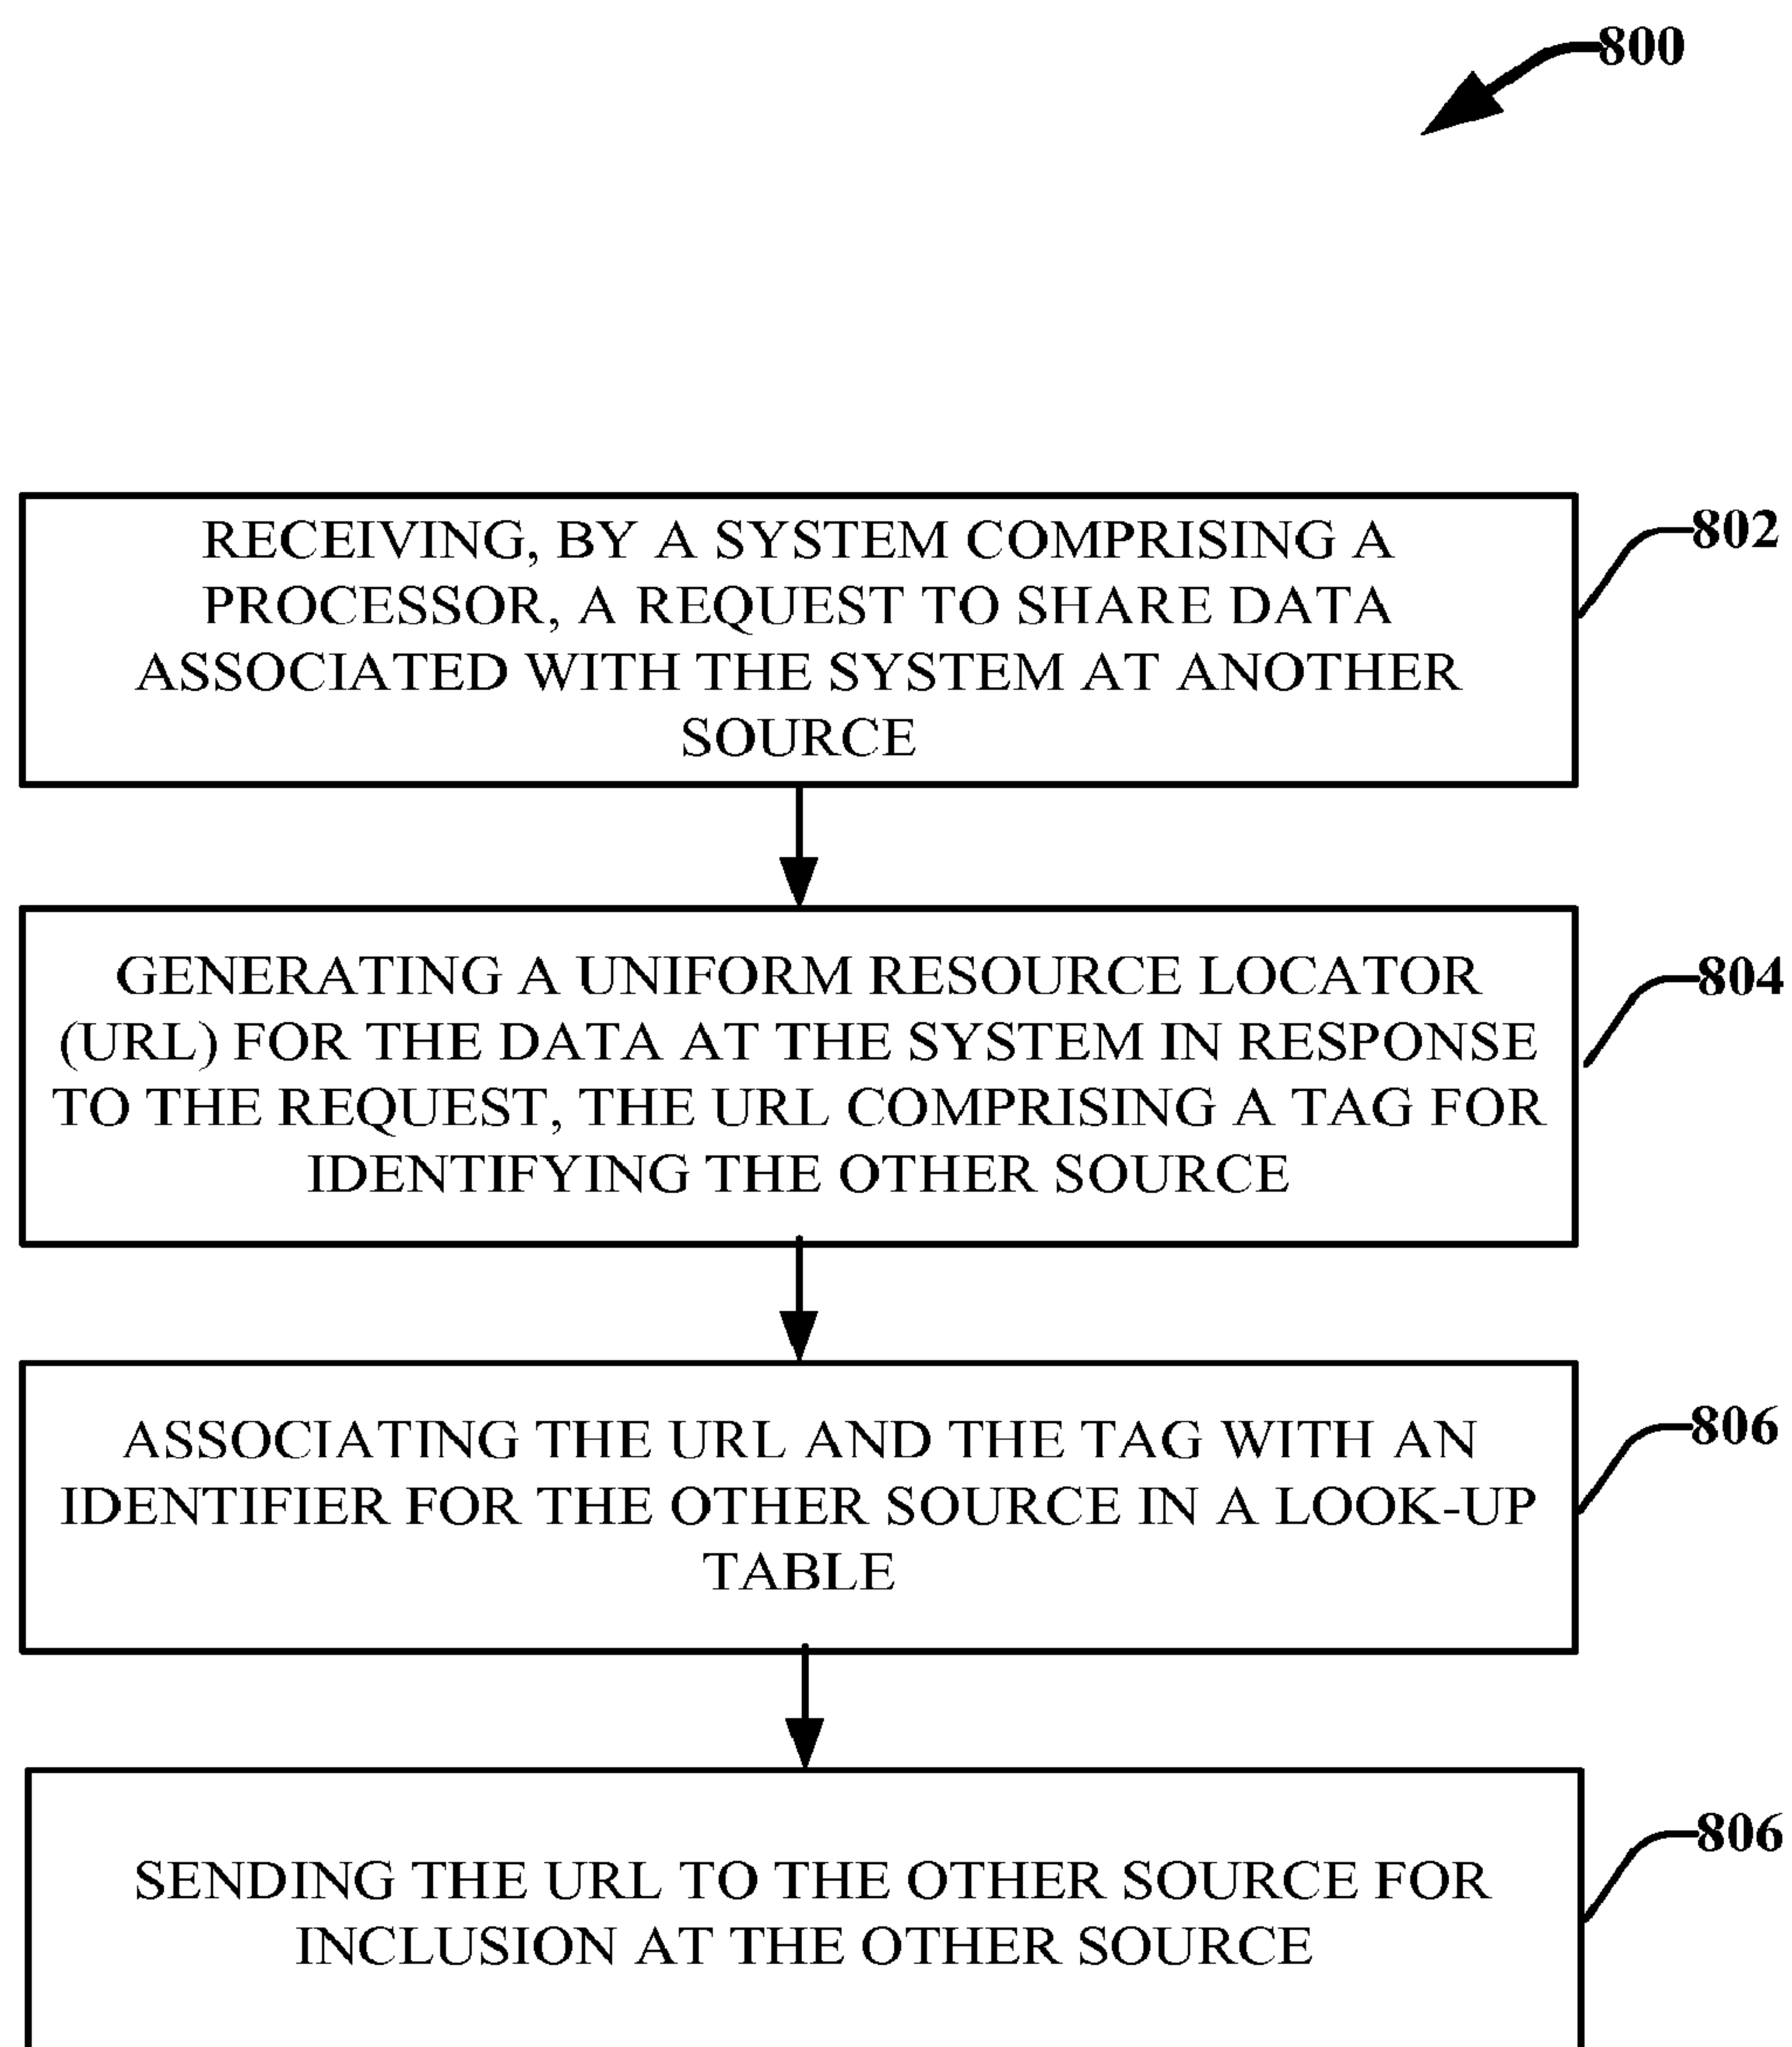 800
RECEIVING, BY A SYSTEM COMPRISING A
PROCESSOR, A REQUEST TO SHARE DATA
ASSOCIATED WITH THE SYSTEM AT ANOTHER
SOURCE
802
GENERATING A UNIFORM RESOURCE LOCATOR
(URL) FOR THE DATA AT THE SYSTEM IN RESPONSE
TO THE REQUEST, THE URL COMPRISING A TAG FOR
IDENTIFYING THE OTHER SOURCE
804
ASSOCIATING THE URL AND THE TAG WITH AN
IDENTIFIER FOR THE OTHER SOURCE IN A LOOK-UP
TABLE
806
SENDING THE URL TO THE OTHER SOURCE FOR
INCLUSION AT THE OTHER SOURCE
806